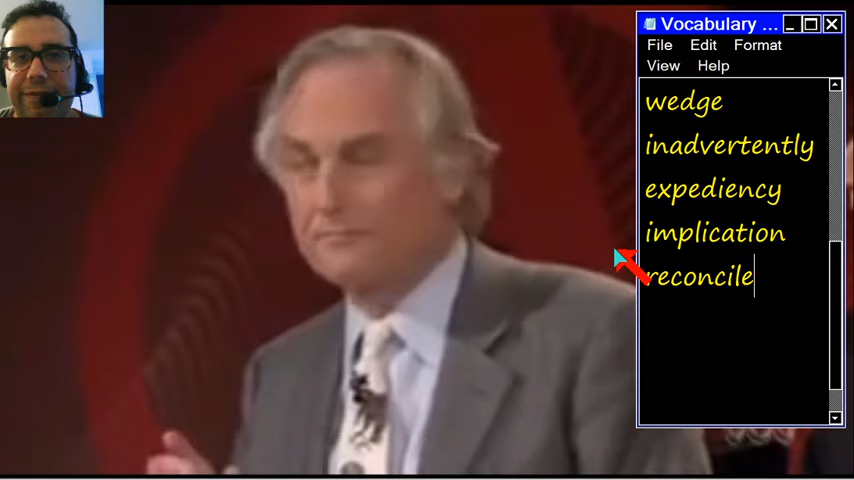 Vocabulary ...
File Edit Format
View Help
wedge
inadvertently
expediency
implication
reconcile